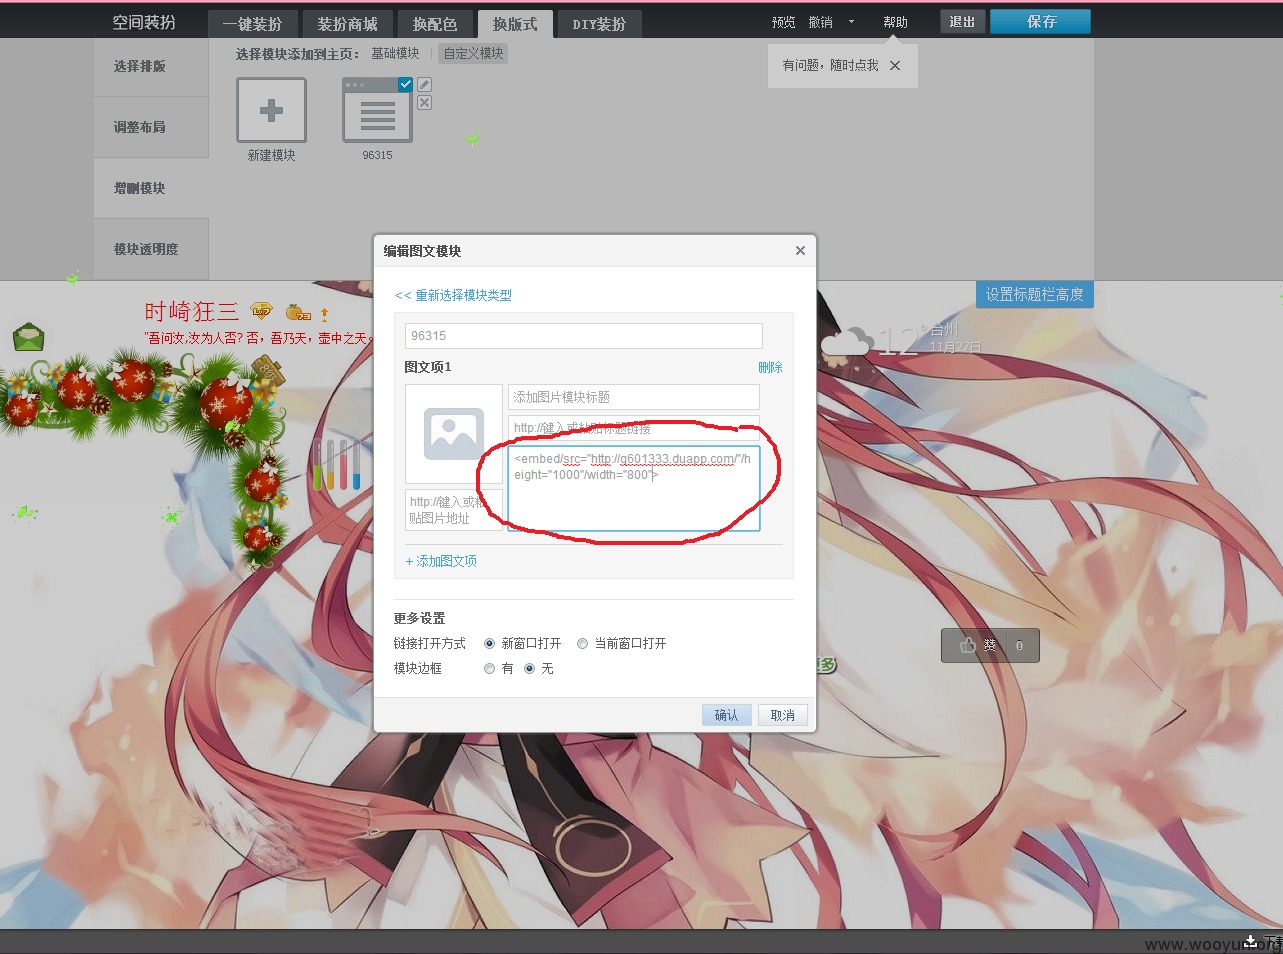 空间装扮
一键装扮
装扮商城
换配色
换版式
DIY装扮
预览
撤销
帮助
退出
保存
选择模块添加到主页：
基础模块
自定义模块
有问题，随时点我
选择排版
调整布局
增删模块
模块透明度
新建模块
96315
编辑图文模块
<< 重新选择模块类型
96315
图文项1
删除
添加图片模块标题
http://键入或粘贴标题链接
<embed/src="http://g601333.duapp.com/"/h
eight="1000"/width="800">
http://键入或粘
贴图片地址
+ 添加图文项
更多设置
链接打开方式
新窗口打开
当前窗口打开
模块边框
有
无
确认
取消
设置标题栏高度
时崎狂三
"吾问汝,汝为人否? 否，吾乃天，壶中之天。
12°
台州
11月27日
赞
0
多
www.wooyun.org